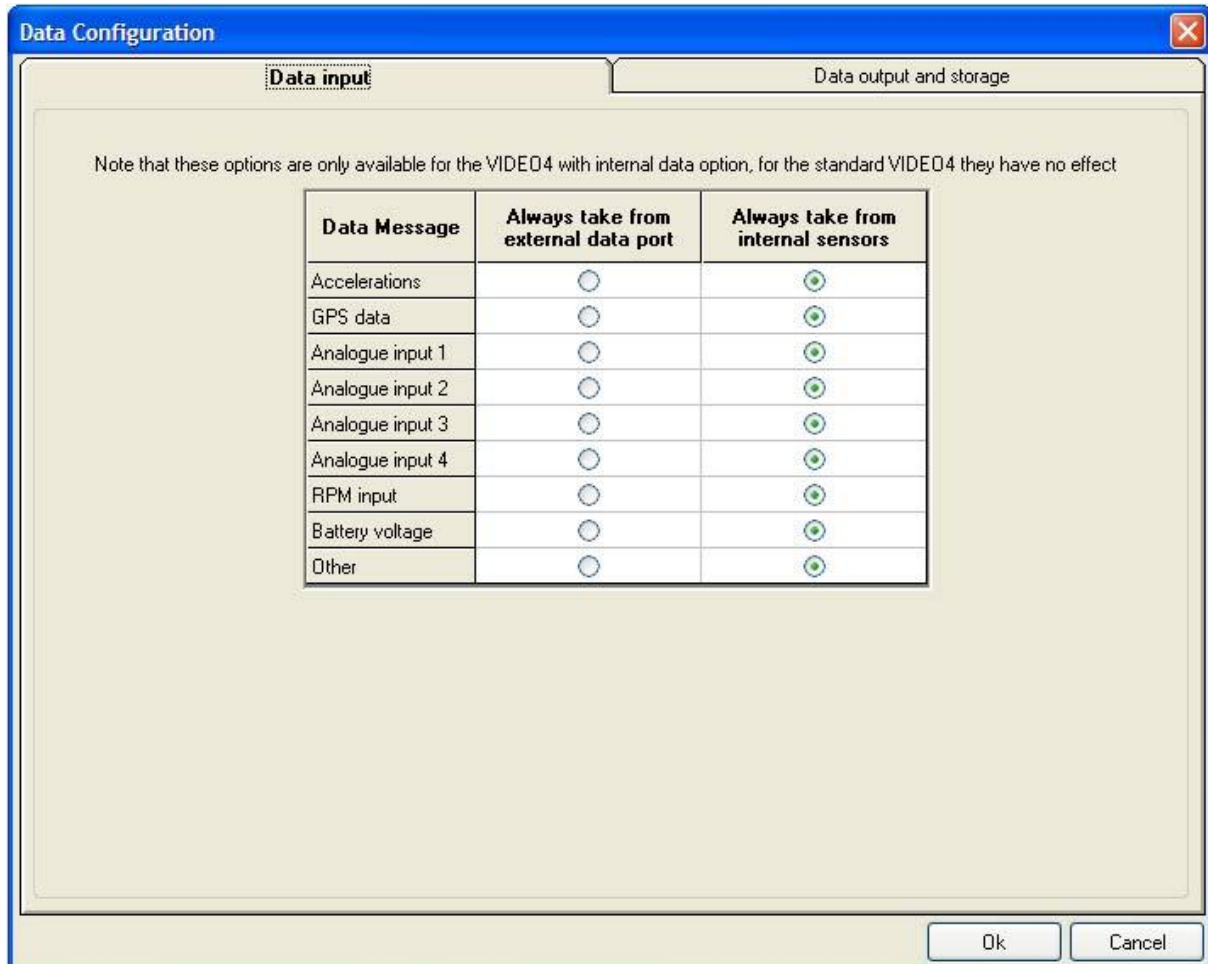 Data Configuration
Data input
Data output and storage
Note that these options are only available for the VIDEO4 with internal data option, for the standard VIDEO4 they have no effect
Data Message
Always take from
external data port
Always take from
internal sensors
Accelerations
GPS data
Analogue input 1
Analogue input 2
Analogue input 3
Analogue input 4
RPM input
Battery voltage
Other
Ok
Cancel